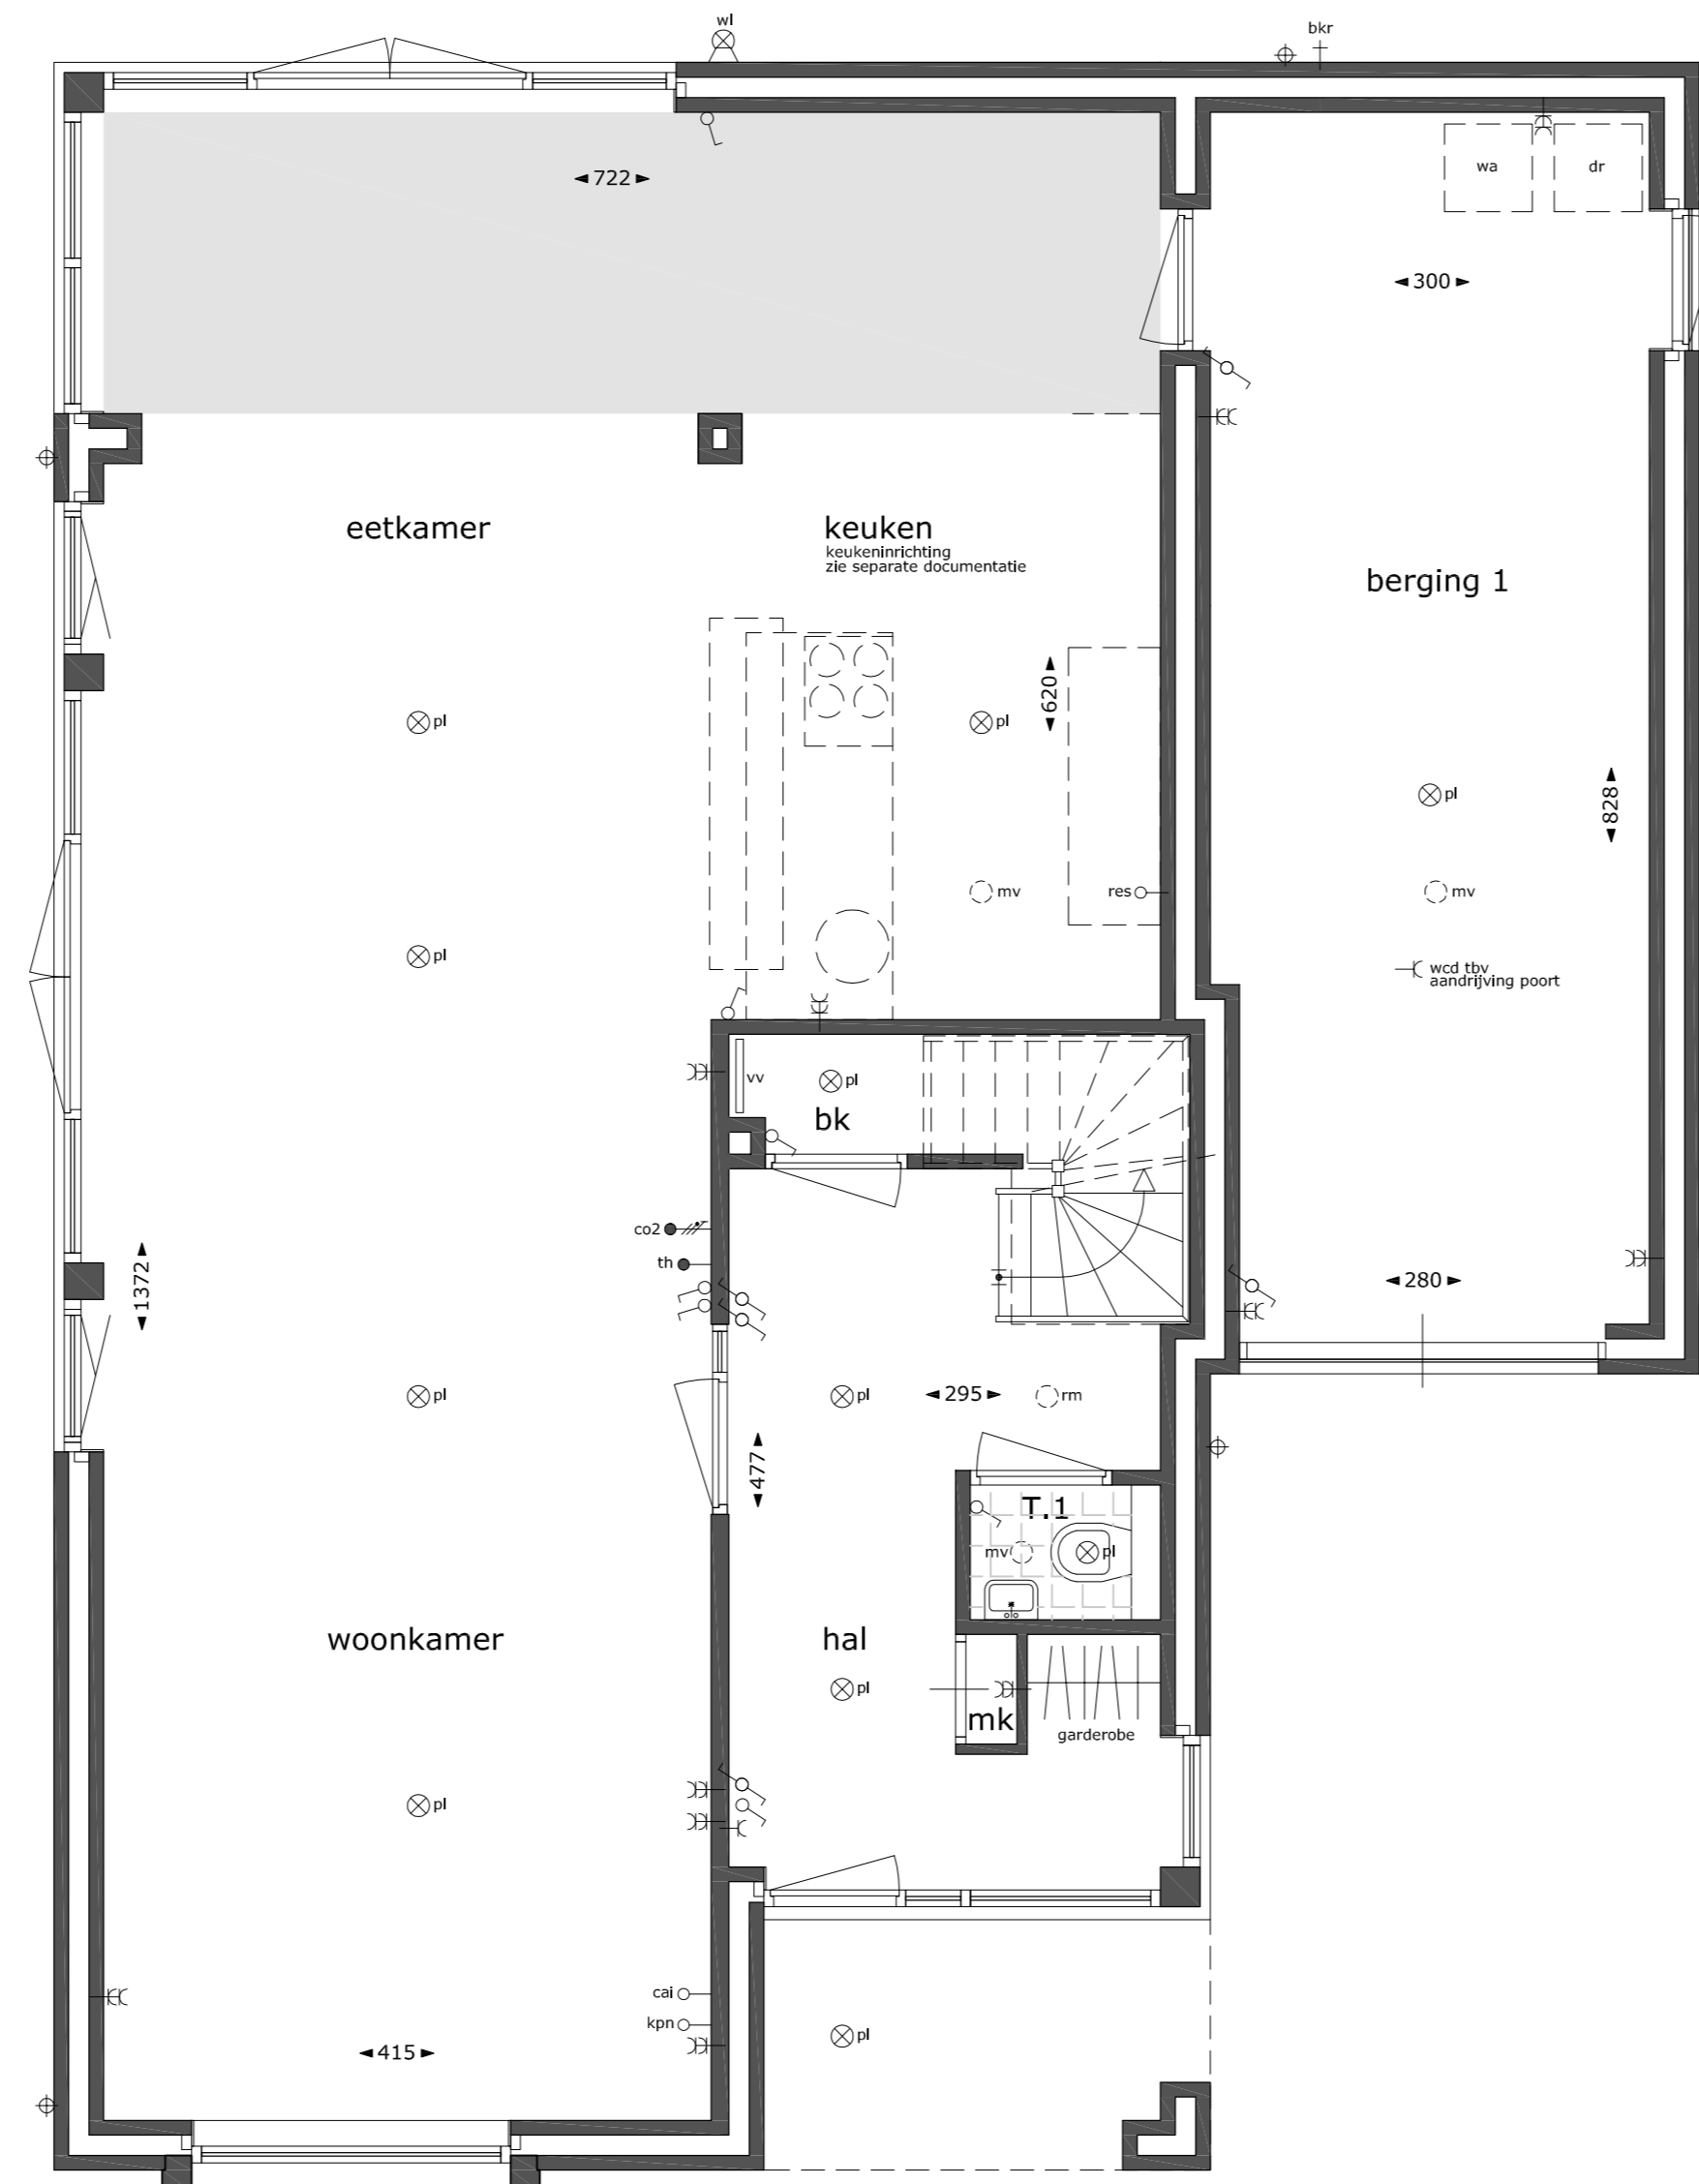 wl
bkr
722
wa
dr
300
eetkamer
keuken
keukeninrichting
zie separate documentatie
berging 1
620
pl
pl
pl
828
mv
res
mv
pl
wcd tbv
aandrijving poort
vv
pl
bk
co2
th
1372
280
pl
pl
295
rm
477
T.1
mv
pl
woonkamer
hal
pl
mk
garderobe
pl
cai
kpn
pl
415